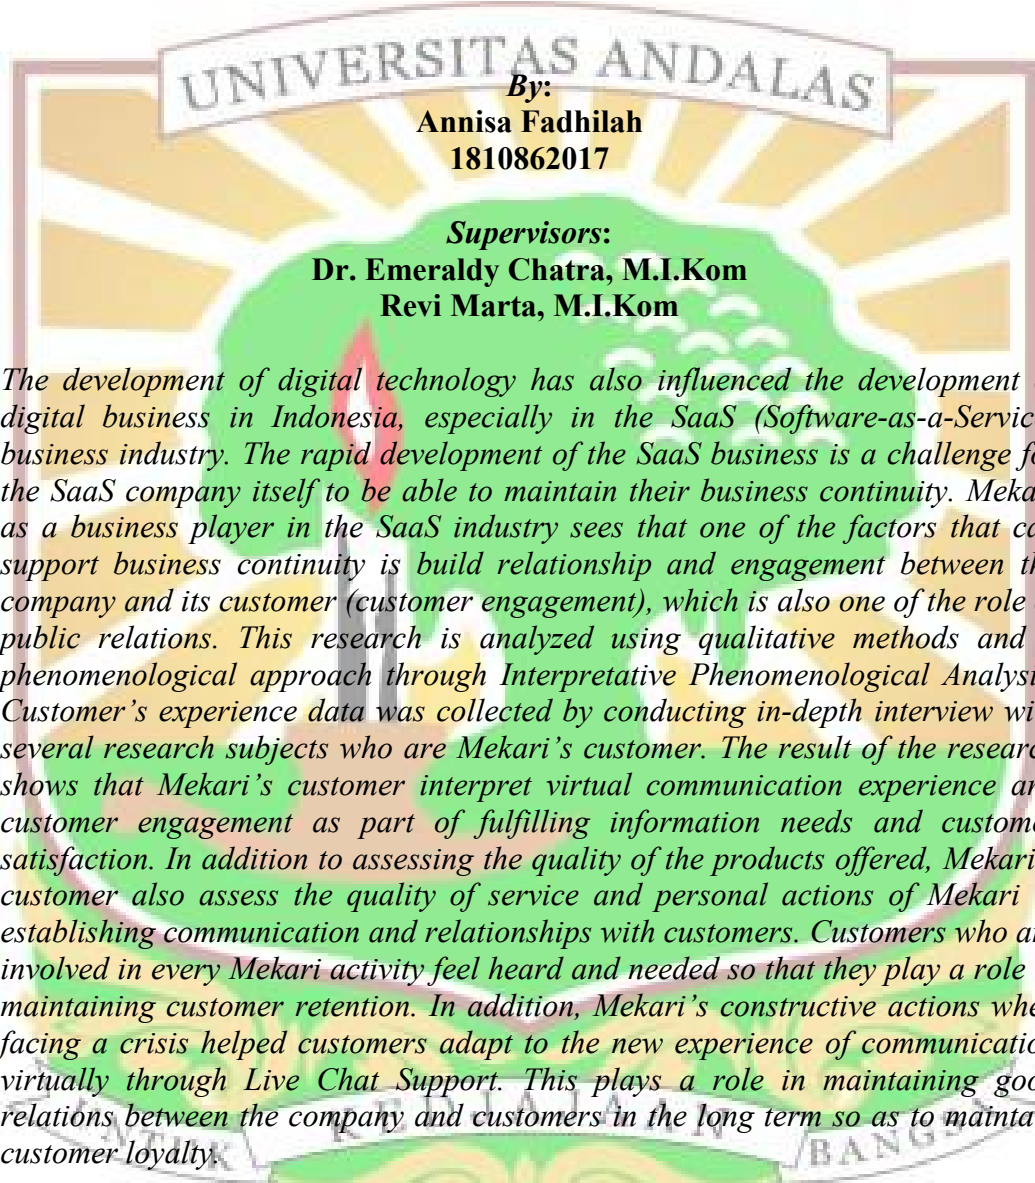 UNIVERSITAS ANDALAS
By:
Annisa Fadhilah
1810862017
Supervisors:
Dr. Emeraldy Chatra, M.I.Kom
Revi Marta, M.I.Kom
The development of digital technology has also influenced the development
digital business in Indonesia, especially in the SaaS (Software-as-a-Servic
business industry. The rapid development of the SaaS business is a challenge fo
the SaaS company itself to be able to maintain their business continuity. Meka
as a business player in the SaaS industry sees that one of the factors that ca
support business continuity is build relationship and engagement between th
company and its customer (customer engagement), which is also one of the role
public relations. This research is analyzed using qualitative methods and
phenomenological approach through Interpretative Phenomenological Analys
Customer's experience data was collected by conducting in-depth interview wi
several research subjects who are Mekari's customer. The result of the researc
shows that Mekari's customer interpret virtual communication experience an
customer engagement as part of fulfilling information needs and custome
satisfaction. In addition to assessing the quality of the products offered, Mekari
customer also assess the quality of service and personal actions of Mekari
establishing communication and relationships with customers. Customers who a
involved in every Mekari activity feel heard and needed so that they play a role
maintaining customer retention. In addition, Mekari's constructive actions whe
facing a crisis helped customers adapt to the new experience of communicatio
virtually through Live Chat Support. This plays a role in maintaining goo
relations between the company and customers in the long term so as to mainta
customer loyalty.
UNTUK KEDJAJAAN BANGSA